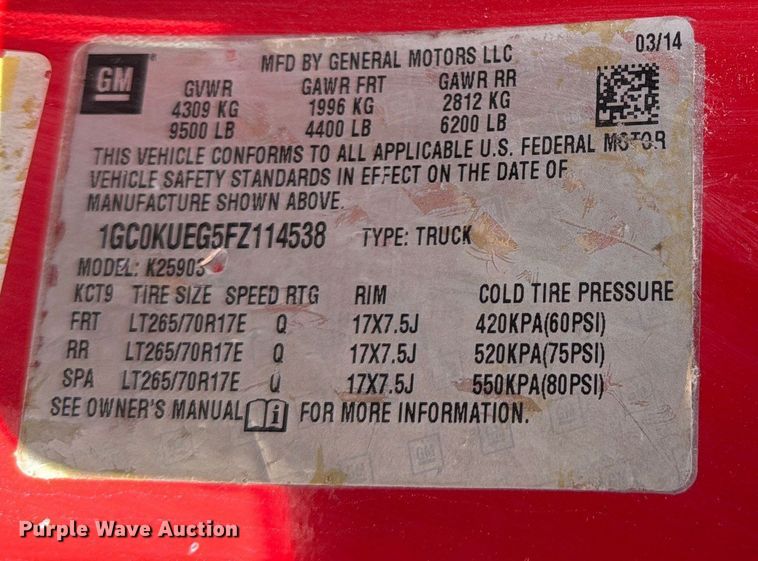 GM
MFD BY GENERAL MOTORS LLC
03/14
GVWR GAWR FRT GAWR RR
4309 KG 1996 KG 2812 KG
9500 LB 4400 LB 6200 LB
THIS VEHICLE CONFORMS TO ALL APPLICABLE U.S. FEDERAL MOTOR
VEHICLE SAFETY STANDARDS IN EFFECT ON THE DATE OF
MANUFACTURE SHOWN ABOVE.
1GC0KUEG5FZ114538 TYPE: TRUCK
MODEL: K25903
KCT9 TIRE SIZE SPEED RTG RIM COLD TIRE PRESSURE
FRT LT265/70R17E Q 17X7.5J 420KPA(60PSI)
RR LT265/70R17E Q 17X7.5J 520KPA(75PSI)
SPA LT265/70R17E Q 17X7.5J 550KPA(80PSI)
SEE OWNER'S MANUAL i FOR MORE INFORMATION.
GM
Purple Wave Auction